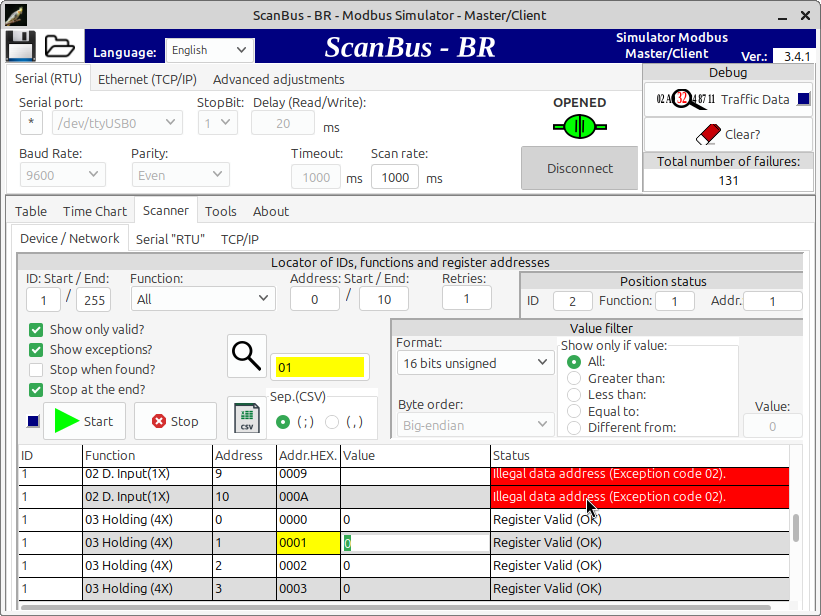 ScanBus - BR - Modbus Simulator - Master/Client
Language: English
ScanBus - BR
Simulator Modbus
Master/Client
Ver.: 3.4.1
Serial (RTU) Ethernet (TCP/IP) Advanced adjustments
Serial port: StopBit: Delay (Read/Write):
* /dev/ttyUSB0 1 20 ms
OPENED
Baud Rate: Parity: Timeout: Scan rate:
9600 Even 1000 ms 1000 ms
Disconnect
Debug
Traffic Data
Clear?
Total number of failures:
131
Table Time Chart Scanner Tools About
Device / Network Serial "RTU" TCP/IP
Locator of IDs, functions and register addresses
ID: Start / End: Function: Address: Start / End: Retries:
1 / 255 All 0 / 10 1
Position status
ID 2 Function: 1 Addr. 1
Show only valid?
Show exceptions?
Stop when found?
Stop at the end?
01
Sep.(CSV)
Start Stop CSV (;) (,)
Value filter
Format:
16 bits unsigned
Byte order:
Big-endian
Show only if value:
All:
Greater than:
Less than:
Equal to:
Different from:
Value:
0
ID Function Address Addr.HEX. Value Status
1 02 D. Input(1X) 9 0009 Illegal data address (Exception code 02).
1 02 D. Input(1X) 10 000A Illegal data address (Exception code 02).
1 03 Holding (4X) 0 0000 0 Register Valid (OK)
1 03 Holding (4X) 1 0001 0 Register Valid (OK)
1 03 Holding (4X) 2 0002 0 Register Valid (OK)
1 03 Holding (4X) 3 0003 0 Register Valid (OK)